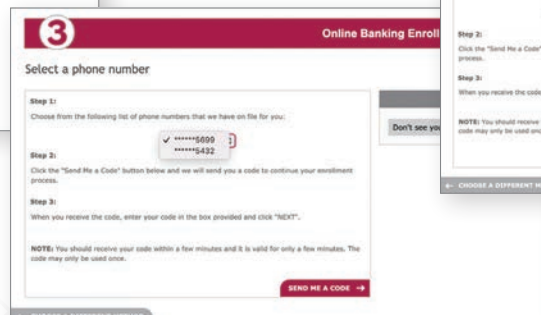 3
Online Banking Enroll
Select a phone number
Step 1:
Choose from the following list of phone numbers that we have on file for you:
✓ ******5699
******5432
Step 2:
Click the "Send Me a Code" button below and we will send you a code to continue your enrollment
process.
Step 3:
When you receive the code, enter your code in the box provided and click "NEXT".
NOTE: You should receive your code within a few minutes and it is valid for only a few minutes. The
code may only be used once.
SEND ME A CODE →
Don't see you
Step 2:
Click the "Send Me a Code"
process.
Step 3:
When you receive the code
NOTE: You should receive
code may only be used onc
← CHOOSE A DIFFERENT M